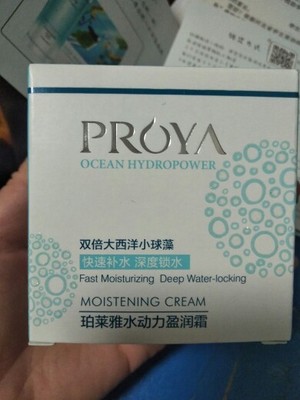 PROYA
OCEAN HYDROPOWER
双倍大西洋小球藻
快速补水 深度锁水
Fast Moisturizing Deep Water-locking
MOISTENING CREAM
珀莱雅水动力盈润霜